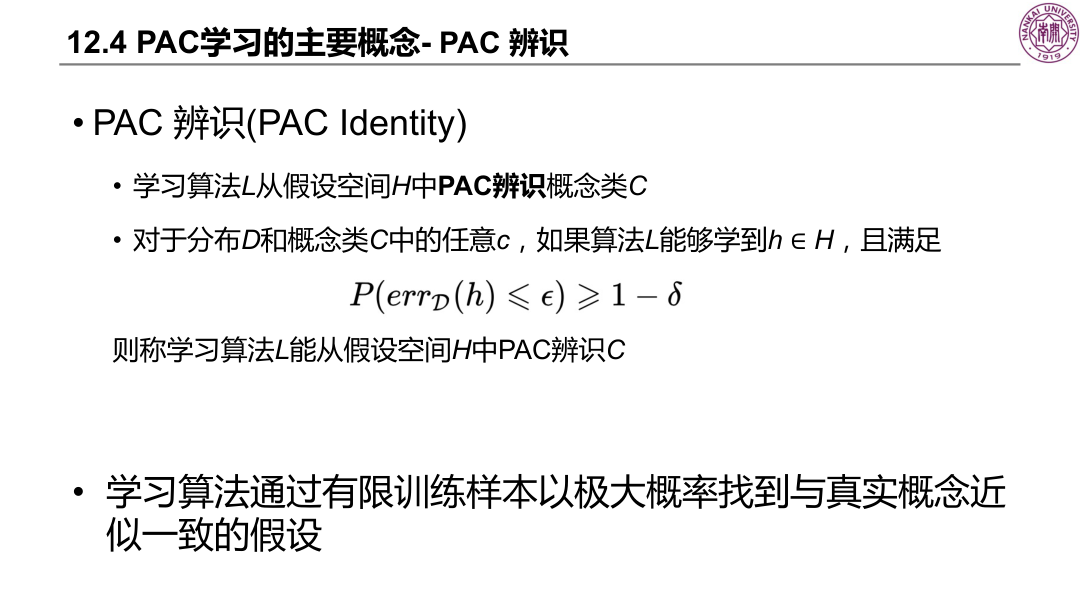 12.4 PAC学习的主要概念- PAC 辨识
NANKAI UNIVERSITY
南开
1919
• PAC 辨识(PAC Identity)
• 学习算法L从假设空间H中PAC辨识概念类C
• 对于分布D和概念类C中的任意c，如果算法L能够学到h ∈ H，且满足
P(err_𝒟(h) ⩽ ϵ) ⩾ 1 − δ
则称学习算法L能从假设空间H中PAC辨识C
• 学习算法通过有限训练样本以极大概率找到与真实概念近
似一致的假设